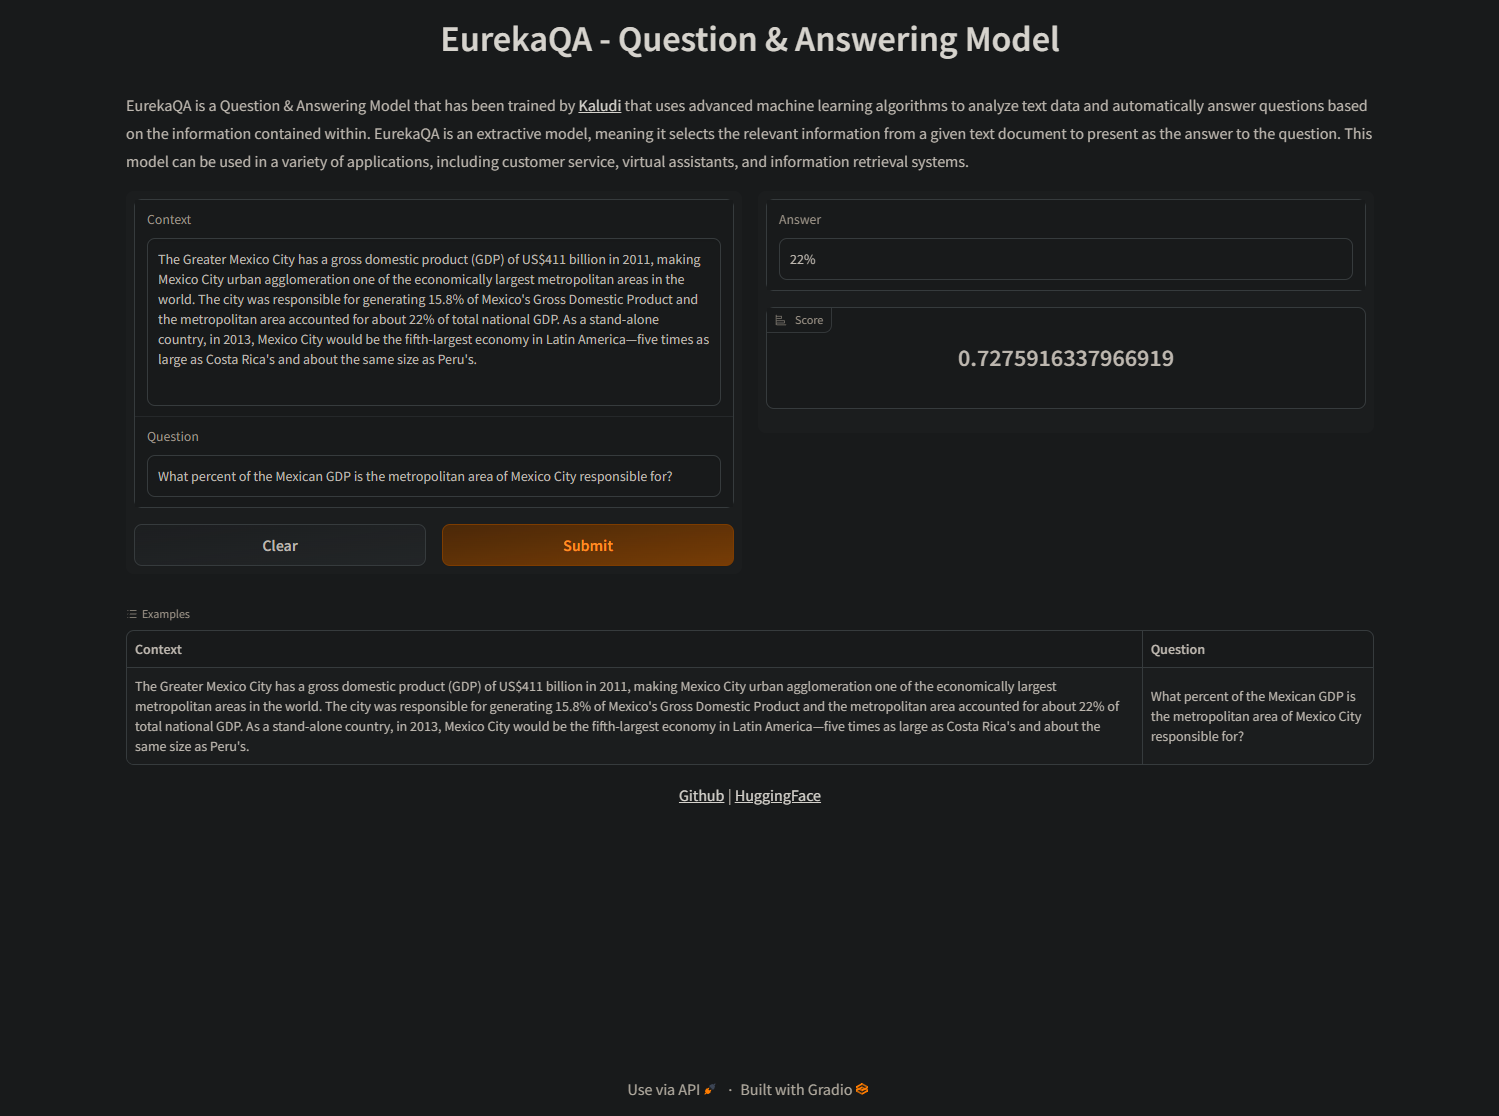 EurekaQA - Question & Answering Model
EurekaQA is a Question & Answering Model that has been trained by Kaludi that uses advanced machine learning algorithms to analyze text data and automatically answer questions based
on the information contained within. EurekaQA is an extractive model, meaning it selects the relevant information from a given text document to present as the answer to the question. This
model can be used in a variety of applications, including customer service, virtual assistants, and information retrieval systems.
Context
The Greater Mexico City has a gross domestic product (GDP) of US$411 billion in 2011, making
Mexico City urban agglomeration one of the economically largest metropolitan areas in the
world. The city was responsible for generating 15.8% of Mexico's Gross Domestic Product and
the metropolitan area accounted for about 22% of total national GDP. As a stand-alone
country, in 2013, Mexico City would be the fifth-largest economy in Latin America—five times as
large as Costa Rica's and about the same size as Peru's.
Question
What percent of the Mexican GDP is the metropolitan area of Mexico City responsible for?
Clear
Submit
Answer
22%
Score
0.7275916337966919
Examples
Context
Question
The Greater Mexico City has a gross domestic product (GDP) of US$411 billion in 2011, making Mexico City urban agglomeration one of the economically largest
metropolitan areas in the world. The city was responsible for generating 15.8% of Mexico's Gross Domestic Product and the metropolitan area accounted for about 22% of
total national GDP. As a stand-alone country, in 2013, Mexico City would be the fifth-largest economy in Latin America—five times as large as Costa Rica's and about the
same size as Peru's.
What percent of the Mexican GDP is
the metropolitan area of Mexico City
responsible for?
Github | HuggingFace
Use via API · Built with Gradio